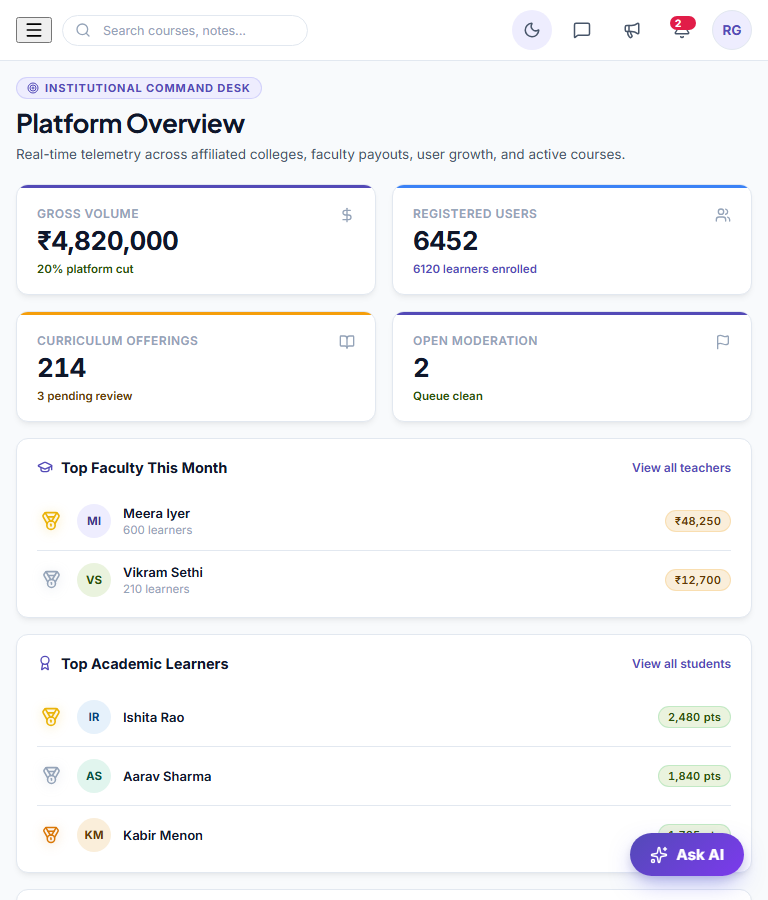 Search courses, notes...
2
RG
INSTITUTIONAL COMMAND DESK
Platform Overview
Real-time telemetry across affiliated colleges, faculty payouts, user growth, and active courses.
GROSS VOLUME
₹4,820,000
20% platform cut
REGISTERED USERS
6452
6120 learners enrolled
CURRICULUM OFFERINGS
214
3 pending review
OPEN MODERATION
2
Queue clean
Top Faculty This Month
View all teachers
MI
Meera Iyer
600 learners
₹48,250
VS
Vikram Sethi
210 learners
₹12,700
Top Academic Learners
View all students
IR
Ishita Rao
2,480 pts
AS
Aarav Sharma
1,840 pts
KM
Kabir Menon
Ask AI